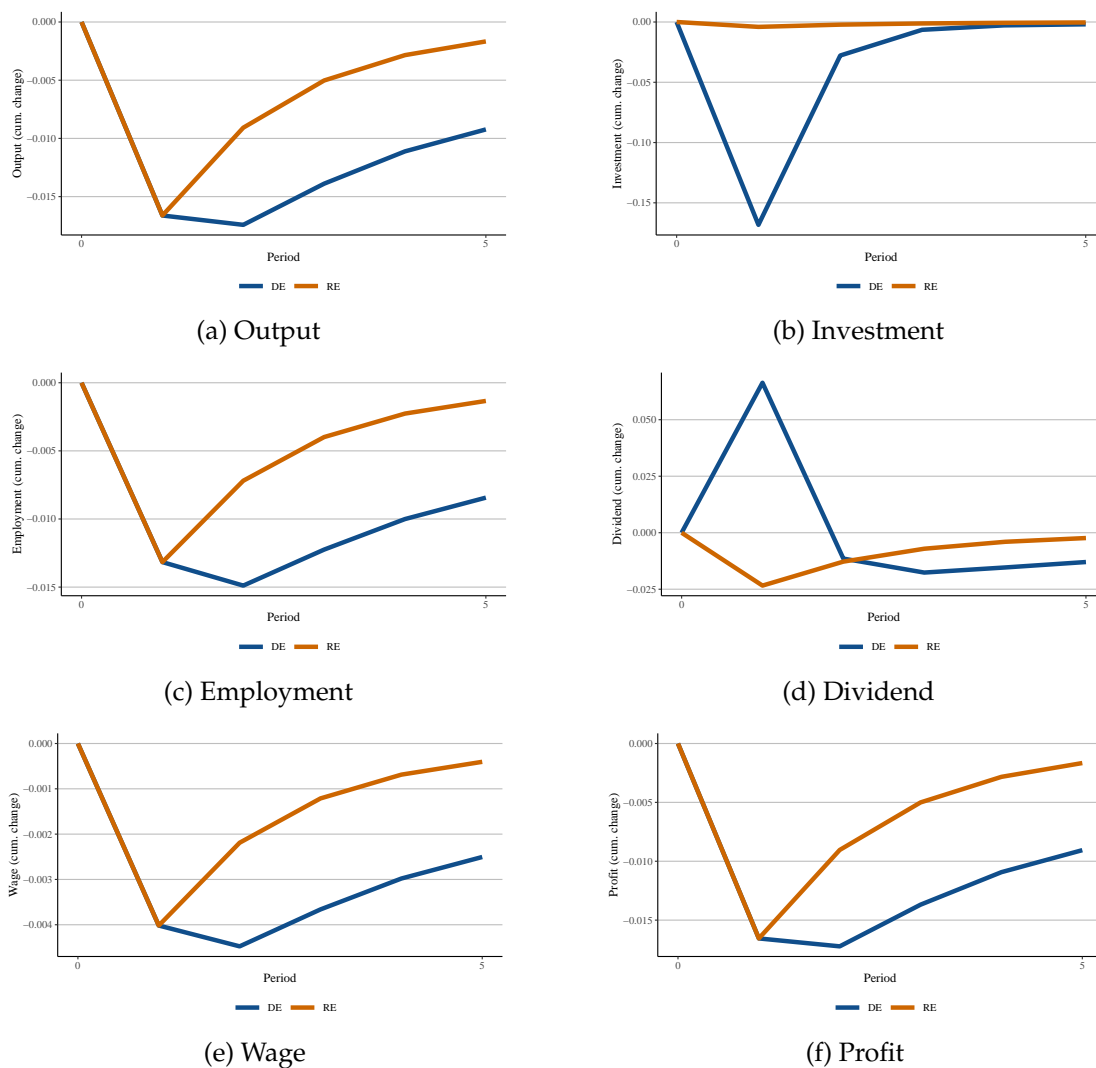 0.000
−0.005
−0.010
−0.015
Output (cum. change)
0
5
Period
DE RE
(a) Output
0.00
−0.05
−0.10
−0.15
Investment (cum. change)
0
5
Period
DE RE
(b) Investment
0.000
−0.005
−0.010
−0.015
Employment (cum. change)
0
5
Period
DE RE
(c) Employment
0.050
0.025
0.000
−0.025
Dividend (cum. change)
0
5
Period
DE RE
(d) Dividend
0.000
−0.001
−0.002
−0.003
−0.004
Wage (cum. change)
0
5
Period
DE RE
(e) Wage
0.000
−0.005
−0.010
−0.015
Profit (cum. change)
0
5
Period
DE RE
(f) Profit